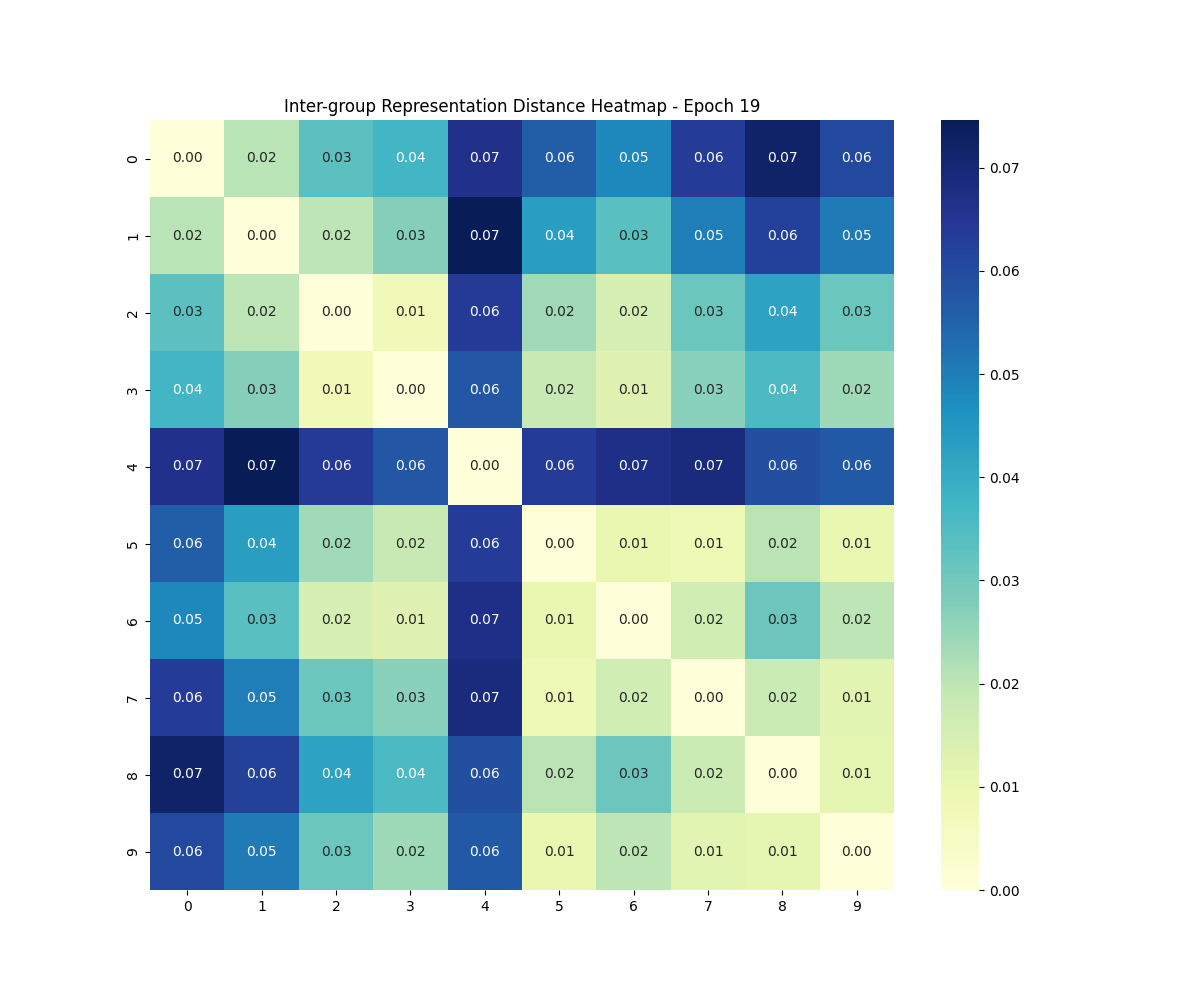 Inter-group Representation Distance Heatmap - Epoch 19
0 0.00 0.02 0.03 0.04 0.07 0.06 0.05 0.06 0.07 0.06
1 0.02 0.00 0.02 0.03 0.07 0.04 0.03 0.05 0.06 0.05
2 0.03 0.02 0.00 0.01 0.06 0.02 0.02 0.03 0.04 0.03
3 0.04 0.03 0.01 0.00 0.06 0.02 0.01 0.03 0.04 0.02
4 0.07 0.07 0.06 0.06 0.00 0.06 0.07 0.07 0.06 0.06
5 0.06 0.04 0.02 0.02 0.06 0.00 0.01 0.01 0.02 0.01
6 0.05 0.03 0.02 0.01 0.07 0.01 0.00 0.02 0.03 0.02
7 0.06 0.05 0.03 0.03 0.07 0.01 0.02 0.00 0.02 0.01
8 0.07 0.06 0.04 0.04 0.06 0.02 0.03 0.02 0.00 0.01
9 0.06 0.05 0.03 0.02 0.06 0.01 0.02 0.01 0.01 0.00
0 1 2 3 4 5 6 7 8 9
0.07
0.06
0.05
0.04
0.03
0.02
0.01
0.00